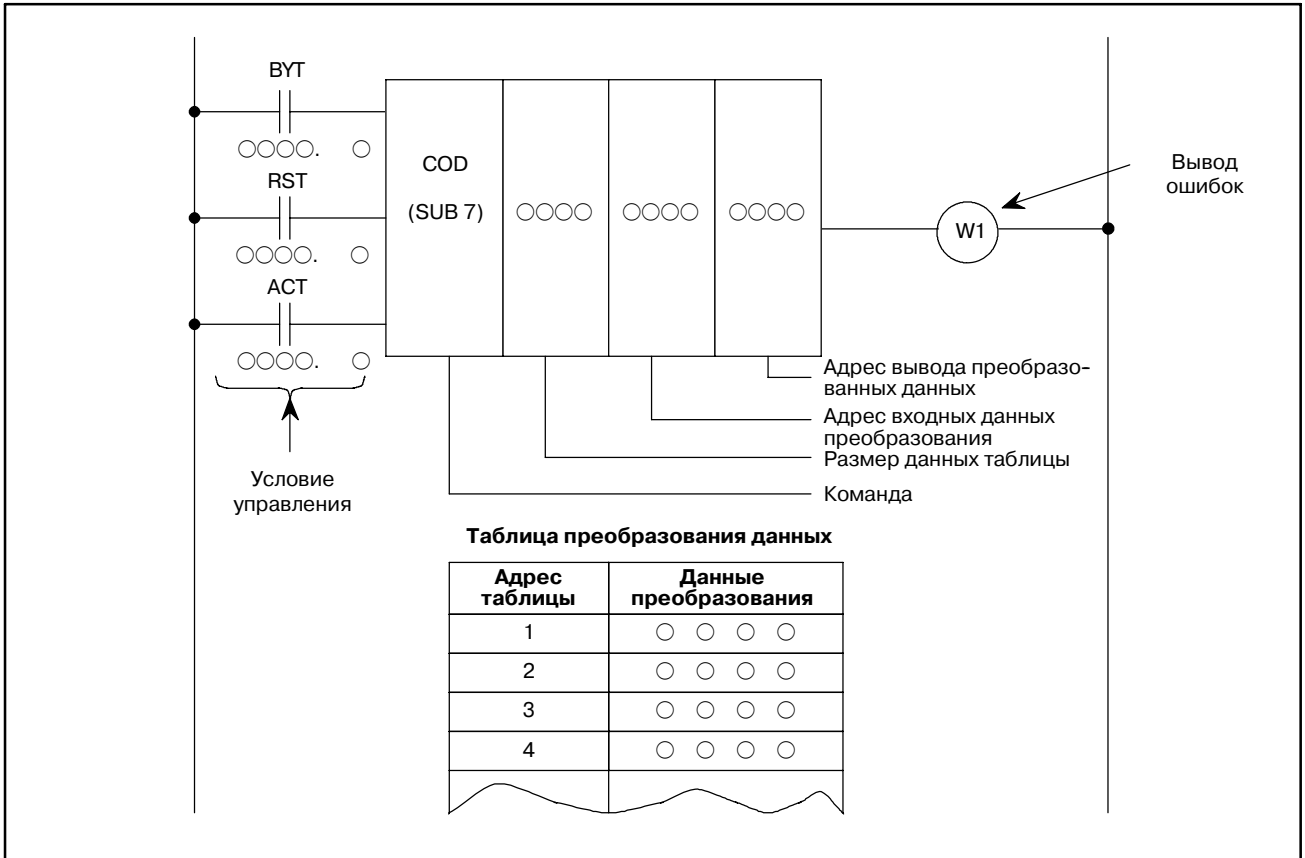 BYT
○○○○. ○
RST
○○○○. ○
ACT
○○○○. ○
COD
(SUB 7)
○○○○
○○○○
○○○○
W1
Вывод
ошибок
Адрес вывода преобразо-
ванных данных
Адрес входных данных
преобразования
Размер данных таблицы
Команда
Условие
управления
Таблица преобразования данных
Адрес
таблицы
Данные
преобразования
1 ○ ○ ○ ○
2 ○ ○ ○ ○
3 ○ ○ ○ ○
4 ○ ○ ○ ○